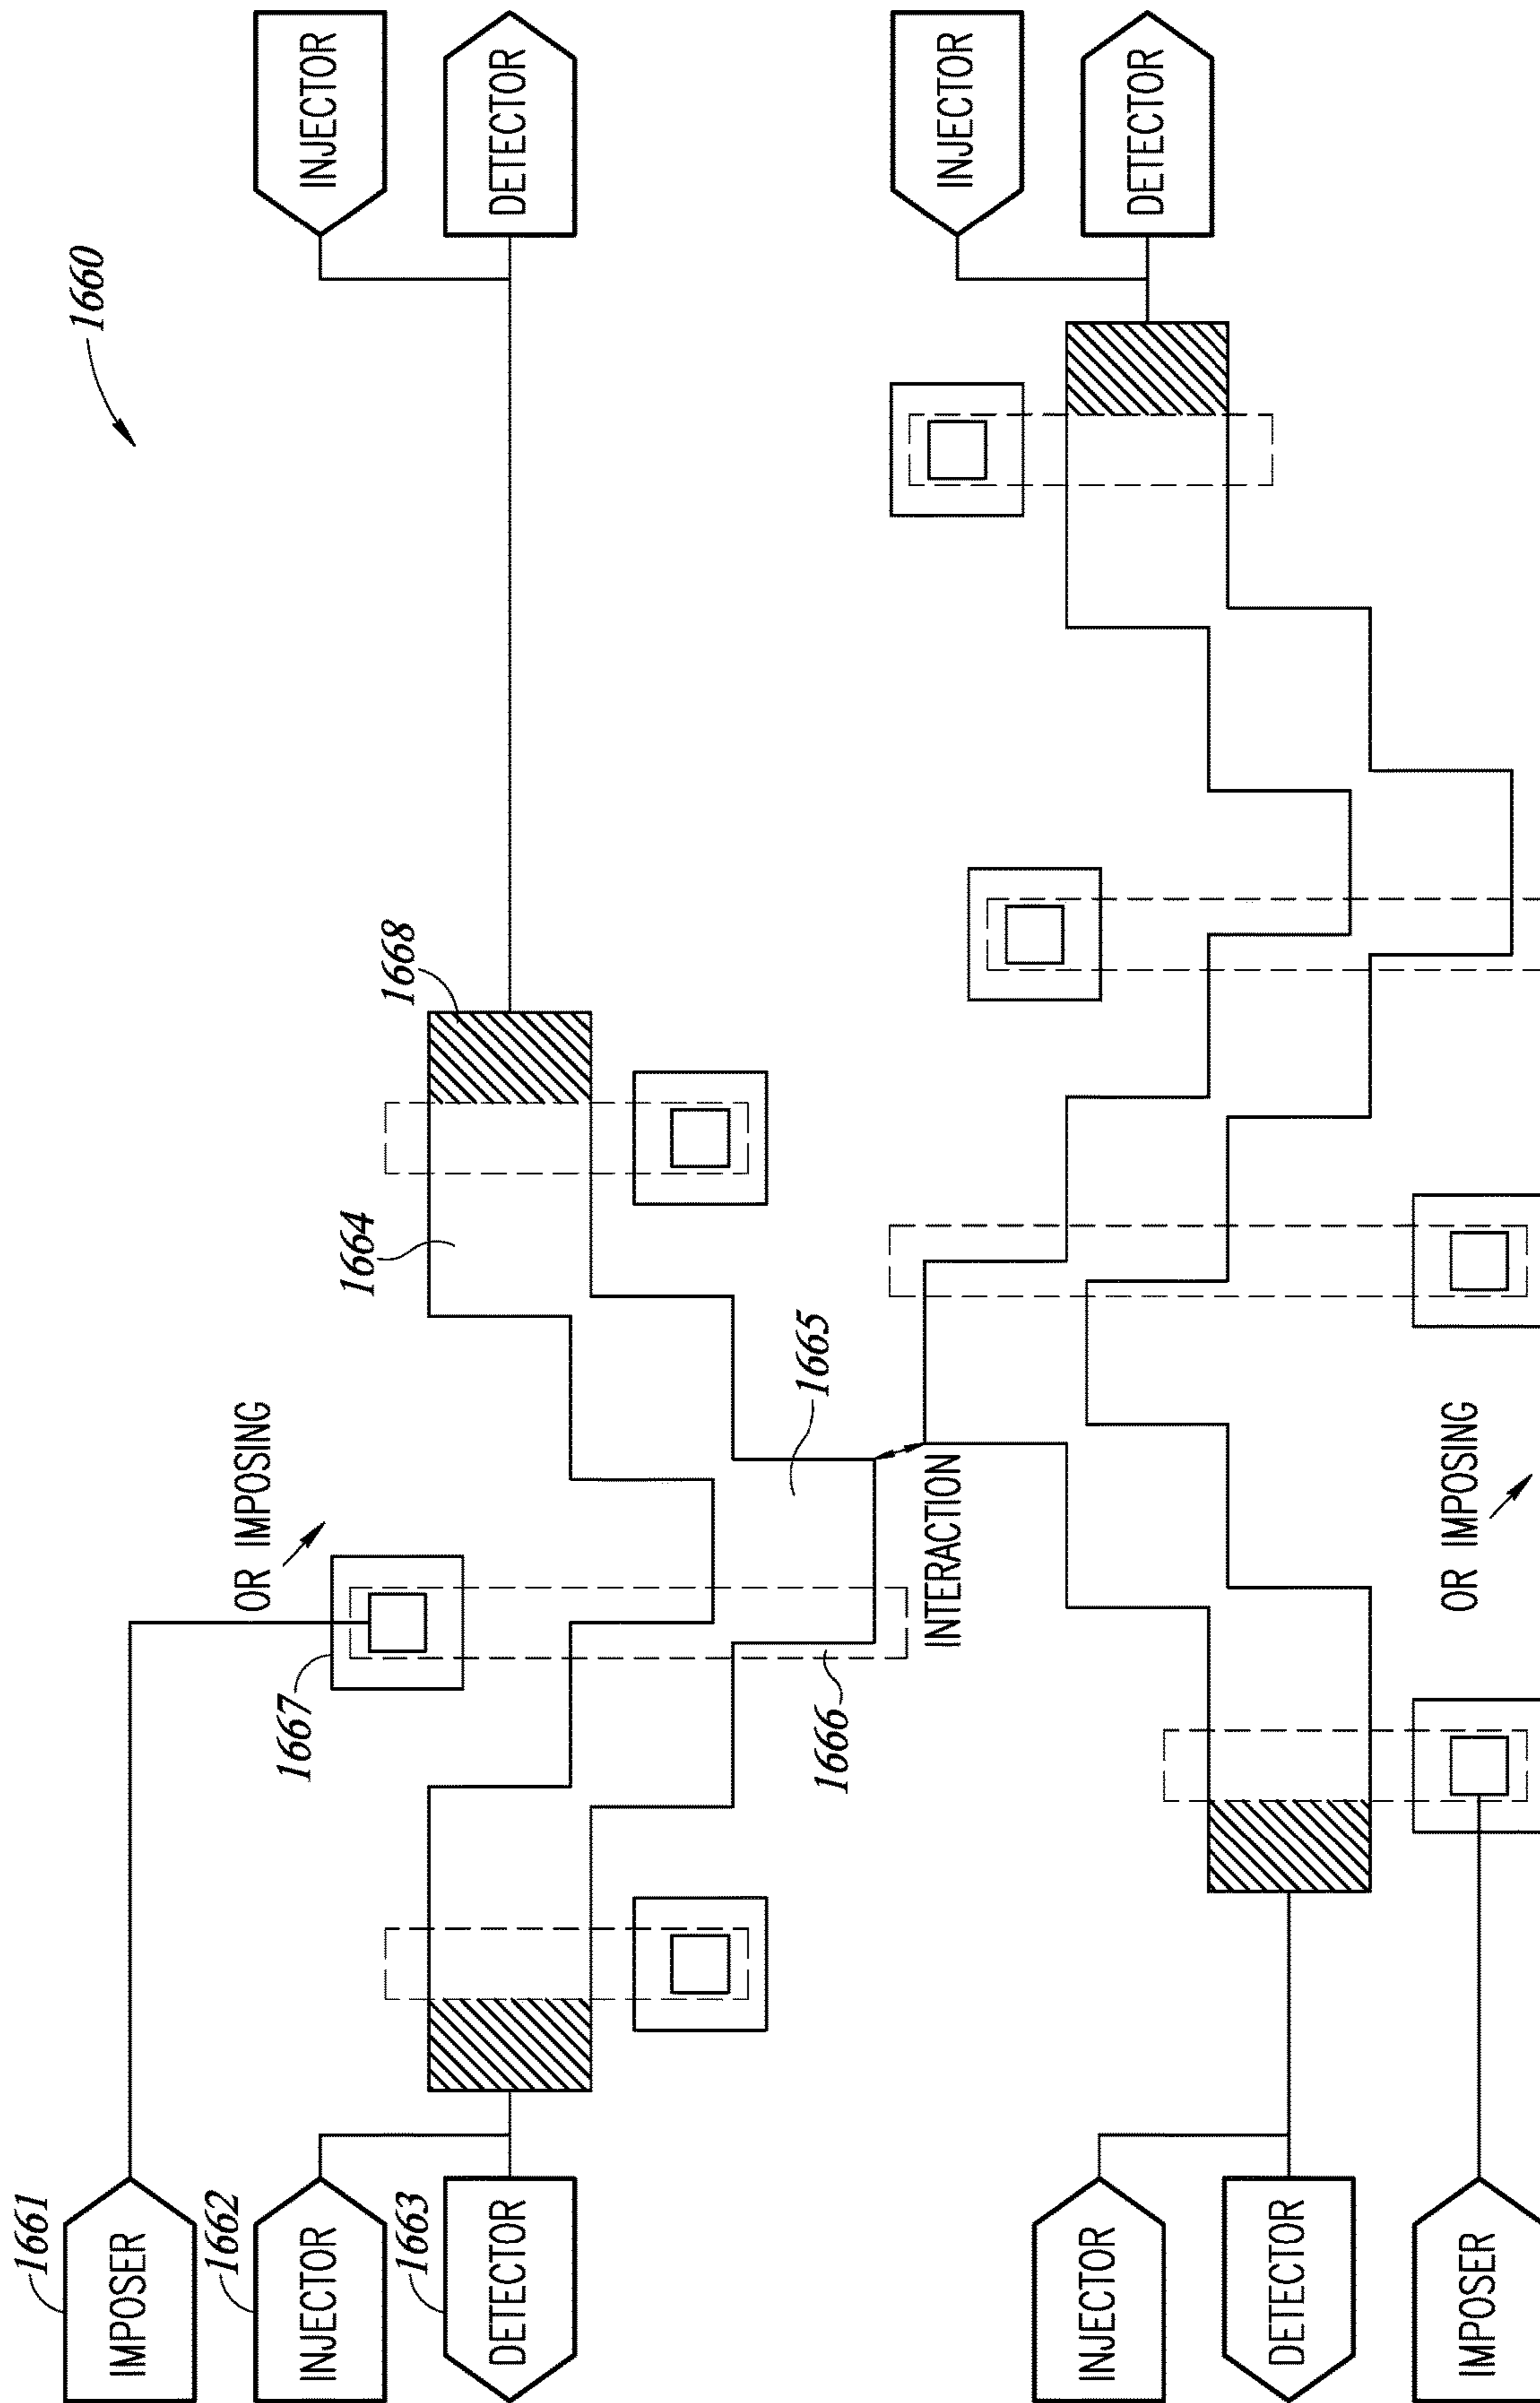 1660
1661
IMPOSER
1662
INJECTOR
1663
DETECTOR
1667
OR IMPOSING
1664
1668
INJECTOR
DETECTOR
1666
1665
INTERACTION
INJECTOR
DETECTOR
IMPOSER
OR IMPOSING
INJECTOR
DETECTOR